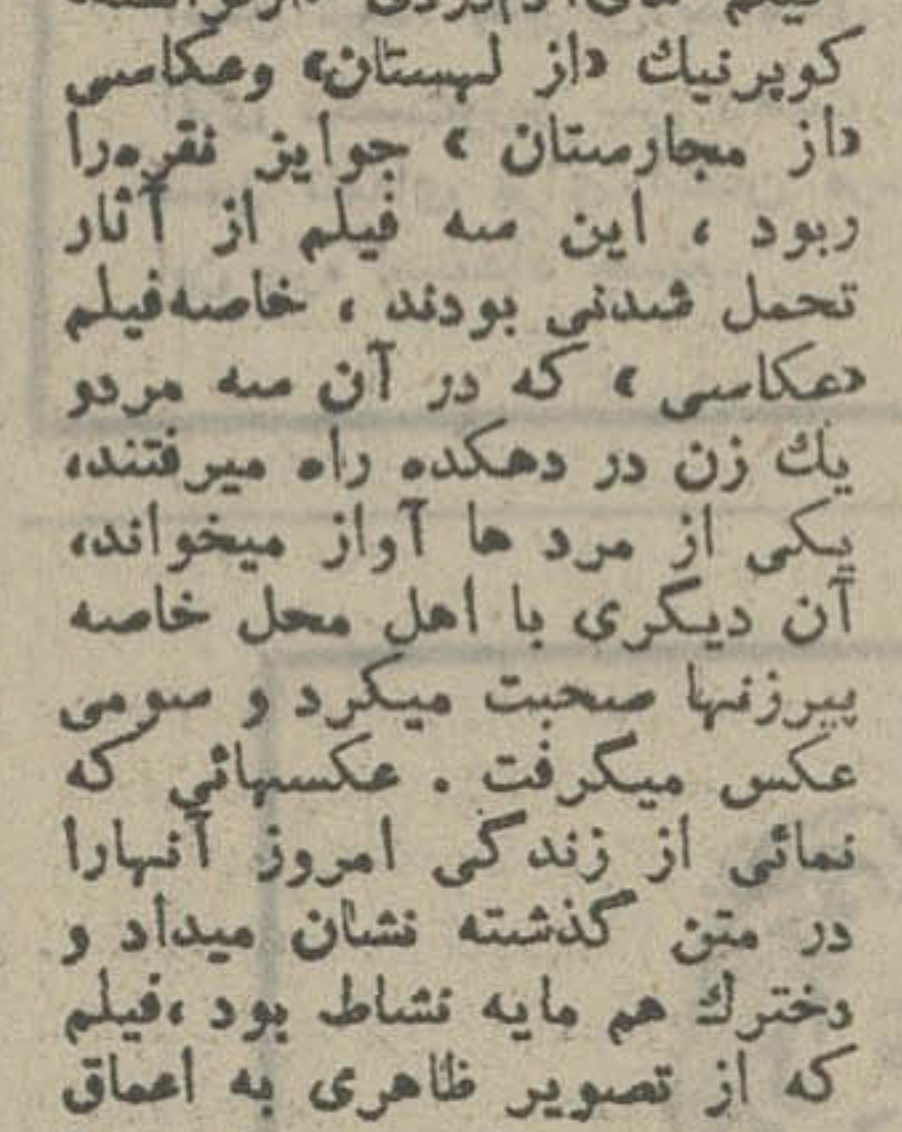 کوپرنیك «از لهستان» وعکاسی
«از مجارستان » جوایز نقره‌را
ربود ، این سه فیلم از آثار
تحمل شدنی بودند ، خاصه‌فیلم
«عکاسی » که در آن سه مردو
یك زن در دهکده راه میرفتند،
یکی از مرد ها آواز میخواند،
آن دیگری با اهل محل خاصه
پیرزنها صحبت میکرد و سومی
عکس میگرفت . عکسهائی که
نمائی از زندگی امروز آنهارا
در متن گذشته نشان میداد و
دخترك هم مایه نشاط بود ،فیلم
که از تصویر ظاهری به اعماق